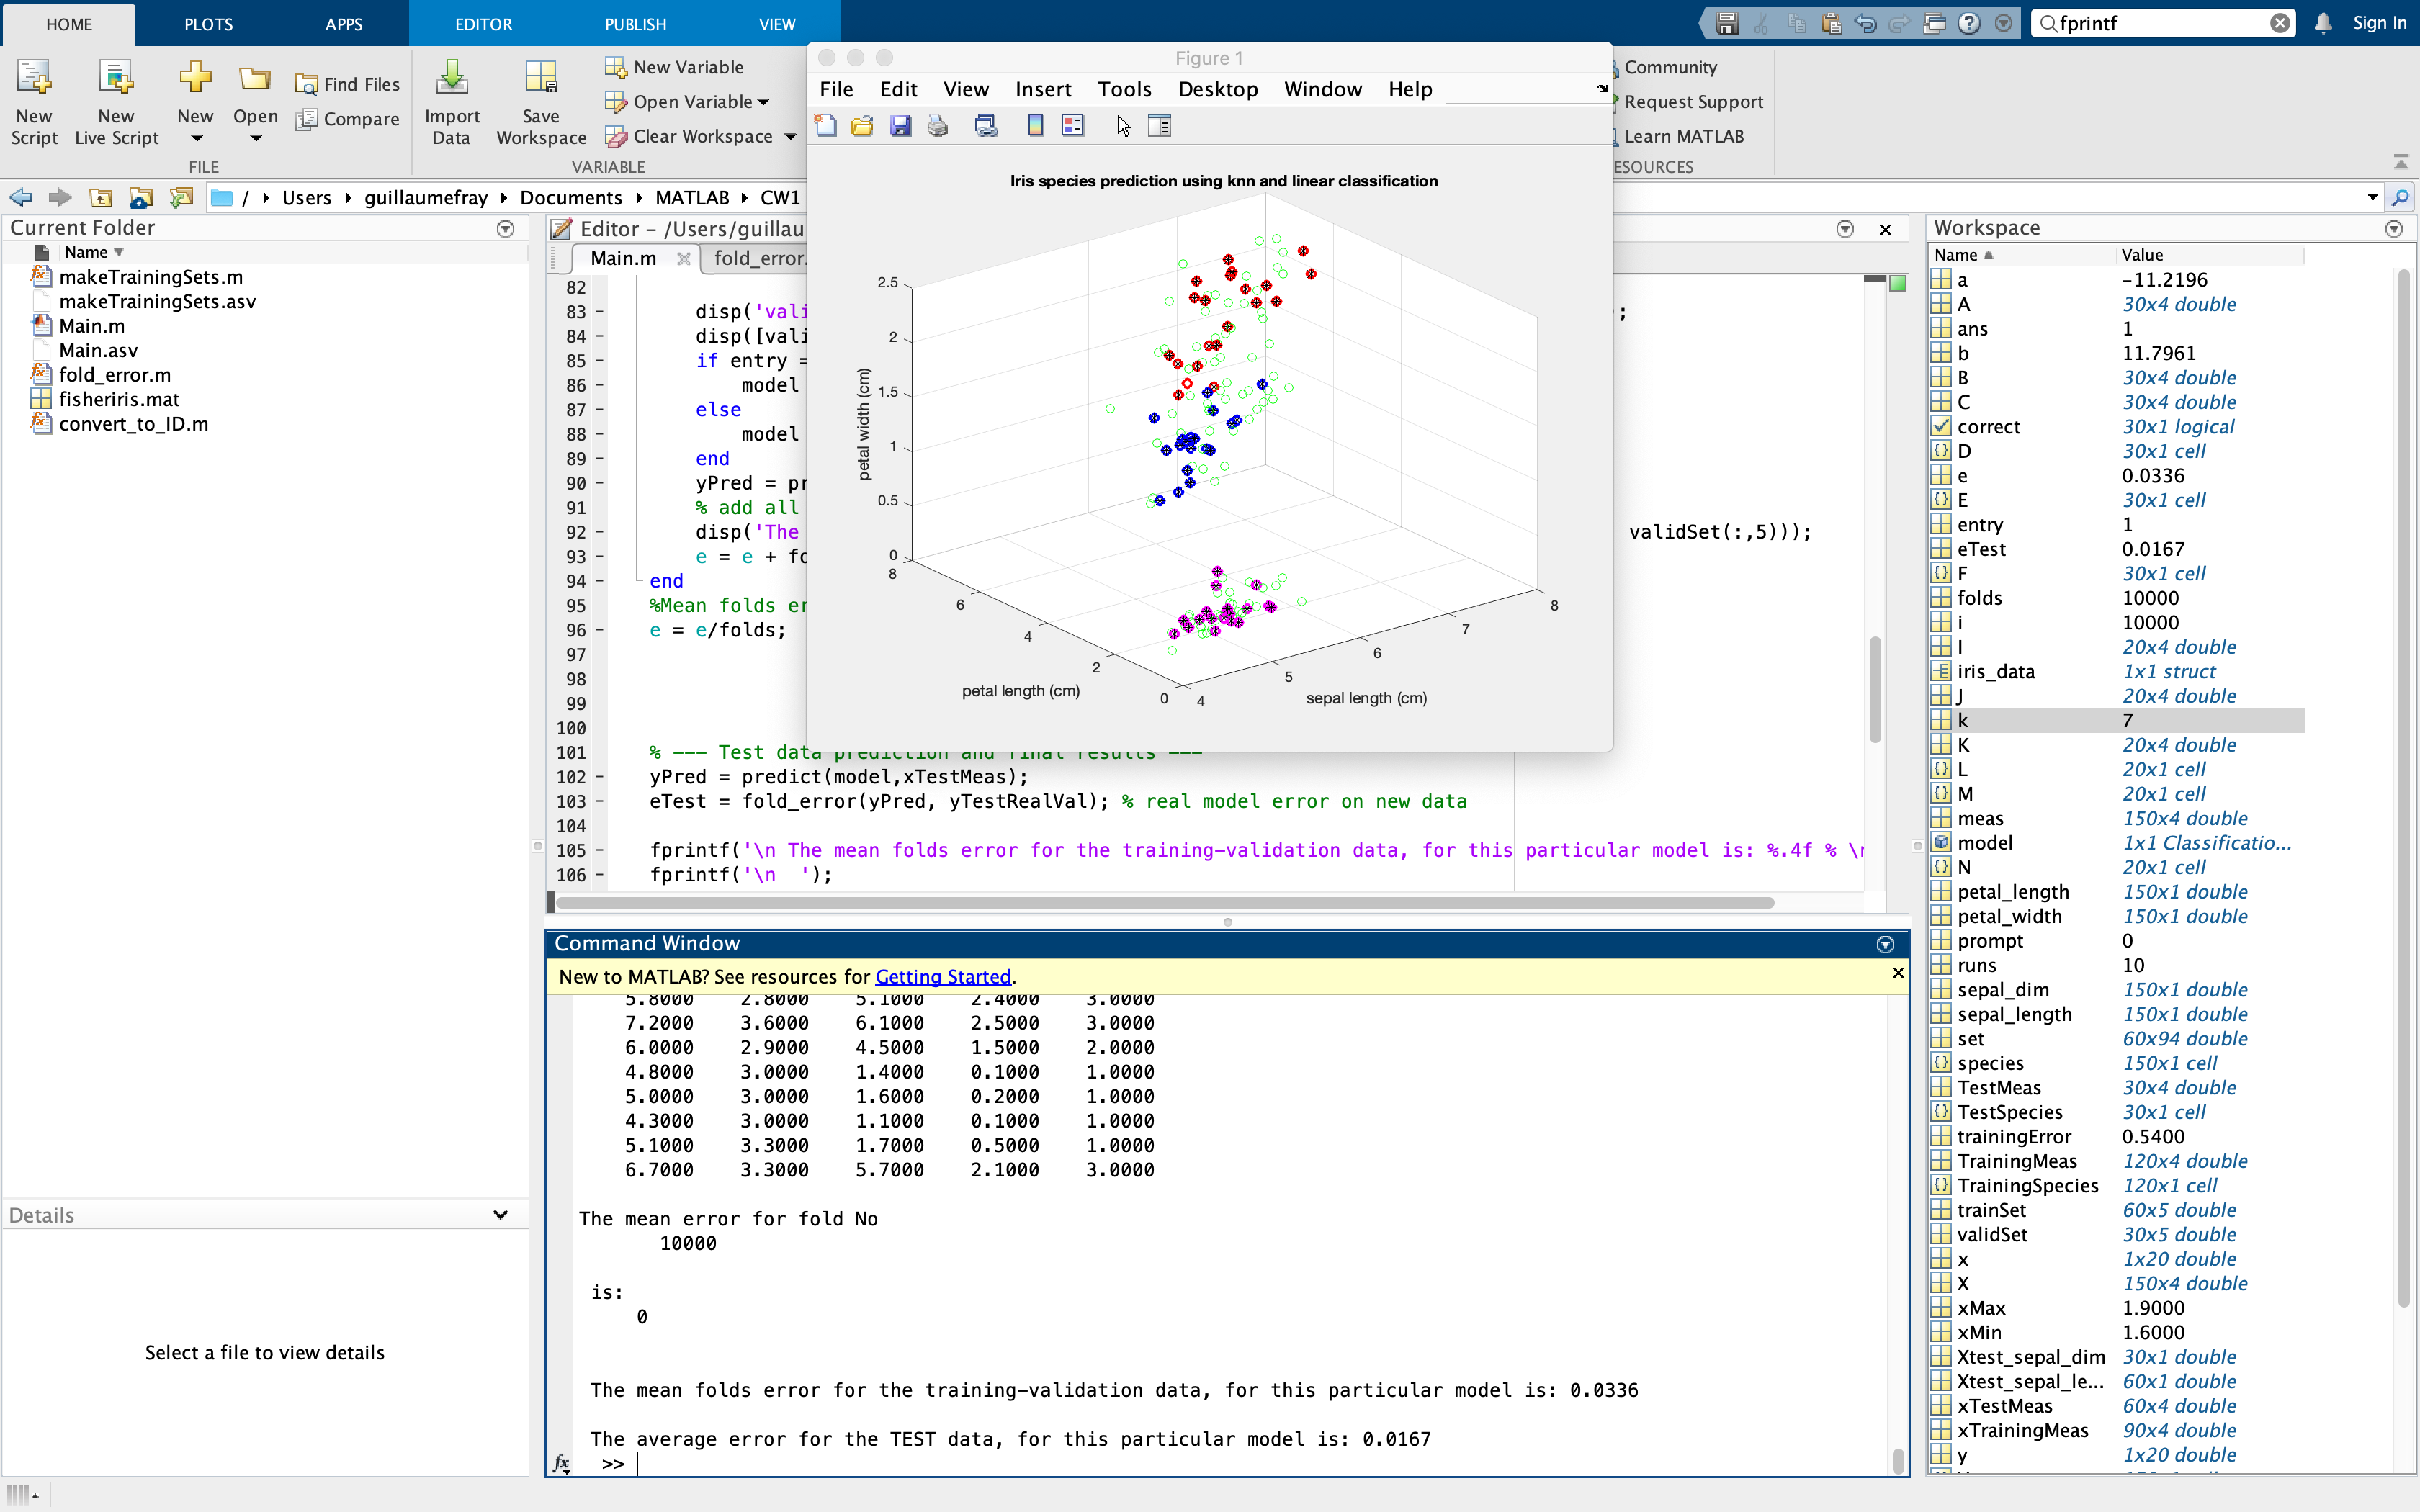 HOME PLOTS APPS EDITOR PUBLISH VIEW
fprintf
Sign In
New Script
New Live Script
New
Open
Find Files
Compare
FILE
Import Data
Save Workspace
New Variable
Open Variable
Clear Workspace
VARIABLE
Community
Request Support
Learn MATLAB
ESOURCES
/ Users guillaumefray Documents MATLAB CW1
Current Folder
Name
makeTrainingSets.m
makeTrainingSets.asv
Main.m
Main.asv
fold_error.m
fisheriris.mat
convert_to_ID.m
Details
Select a file to view details
Editor – /Users/guillau
Main.m
fold_error.
82
83 – disp('vali ;
84 – disp([vali
85 – if entry =
86 – model
87 – else
88 – model
89 – end
90 – yPred = pr
91 % add all
92 – disp('The validSet(:,5)));
93 – e = e + fo
94 – end
95 %Mean folds er
96 – e = e/folds;
97
98
99
100
101 % --- Test data prediction and final results ---
102 – yPred = predict(model,xTestMeas);
103 – eTest = fold_error(yPred, yTestRealVal); % real model error on new data
104
105 – fprintf('\n The mean folds error for the training-validation data, for this particular model is: %.4f % \n
106 – fprintf('\n  ');
Figure 1
File Edit View Insert Tools Desktop Window Help
Iris species prediction using knn and linear classification
petal width (cm)
2.5
2
1.5
1
0.5
0
8
6
4
2
0
petal length (cm)
4
5
6
7
8
sepal length (cm)
Command Window
New to MATLAB? See resources for Getting Started.
5.8000 2.8000 5.1000 2.4000 3.0000
7.2000 3.6000 6.1000 2.5000 3.0000
6.0000 2.9000 4.5000 1.5000 2.0000
4.8000 3.0000 1.4000 0.1000 1.0000
5.0000 3.0000 1.6000 0.2000 1.0000
4.3000 3.0000 1.1000 0.1000 1.0000
5.1000 3.3000 1.7000 0.5000 1.0000
6.7000 3.3000 5.7000 2.1000 3.0000
The mean error for fold No
10000
is:
0
The mean folds error for the training-validation data, for this particular model is: 0.0336
The average error for the TEST data, for this particular model is: 0.0167
fx >>
Workspace
Name Value
a -11.2196
A 30x4 double
ans 1
b 11.7961
B 30x4 double
C 30x4 double
correct 30x1 logical
D 30x1 cell
e 0.0336
E 30x1 cell
entry 1
eTest 0.0167
F 30x1 cell
folds 10000
i 10000
I 20x4 double
iris_data 1x1 struct
J 20x4 double
k 7
K 20x4 double
L 20x1 cell
M 20x1 cell
meas 150x4 double
model 1x1 Classificatio...
N 20x1 cell
petal_length 150x1 double
petal_width 150x1 double
prompt 0
runs 10
sepal_dim 150x1 double
sepal_length 150x1 double
set 60x94 double
species 150x1 cell
TestMeas 30x4 double
TestSpecies 30x1 cell
trainingError 0.5400
TrainingMeas 120x4 double
TrainingSpecies 120x1 cell
trainSet 60x5 double
validSet 30x5 double
x 1x20 double
X 150x4 double
xMax 1.9000
xMin 1.6000
Xtest_sepal_dim 30x1 double
Xtest_sepal_le... 60x1 double
xTestMeas 60x4 double
xTrainingMeas 90x4 double
y 1x20 double